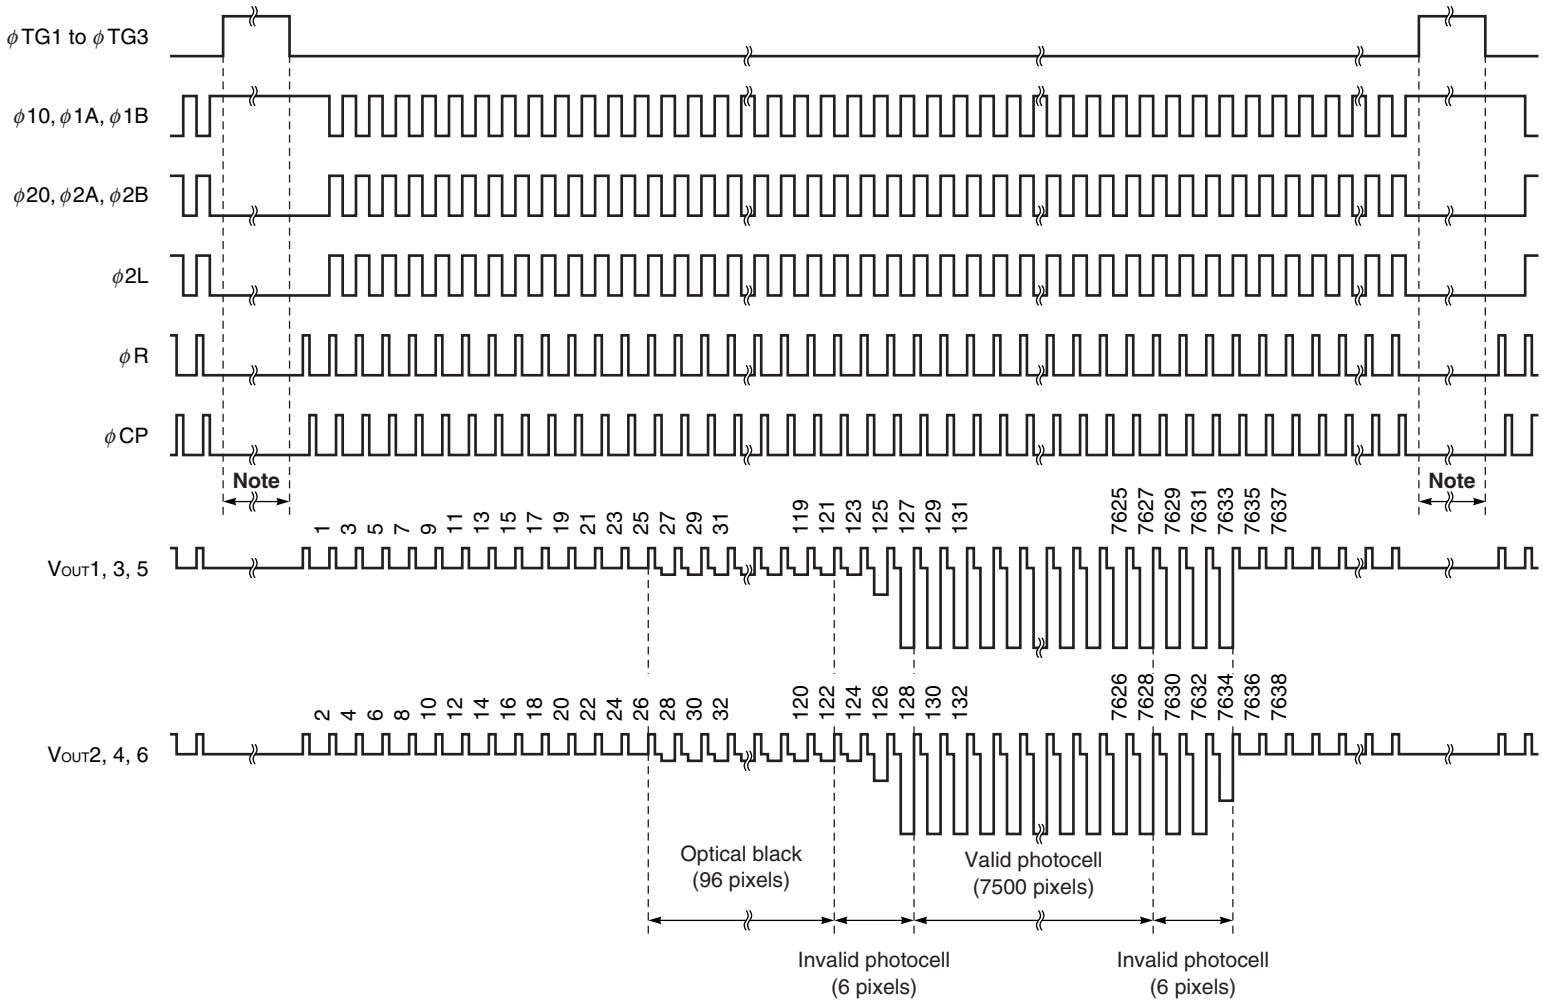 φTG1 to φTG3
φ10, φ1A, φ1B
φ20, φ2A, φ2B
φ2L
φR
φCP
Note
Note
1 3 5 7 9 11 13 15 17 19 21 23 25 27 29 31 119 121 123 125 127 129 131 7625 7627 7629 7631 7633 7635 7637
VOUT1, 3, 5
2 4 6 8 10 12 14 16 18 20 22 24 26 28 30 32 120 122 124 126 128 130 132 7626 7628 7630 7632 7634 7636 7638
VOUT2, 4, 6
Optical black
(96 pixels)
Valid photocell
(7500 pixels)
Invalid photocell
(6 pixels)
Invalid photocell
(6 pixels)